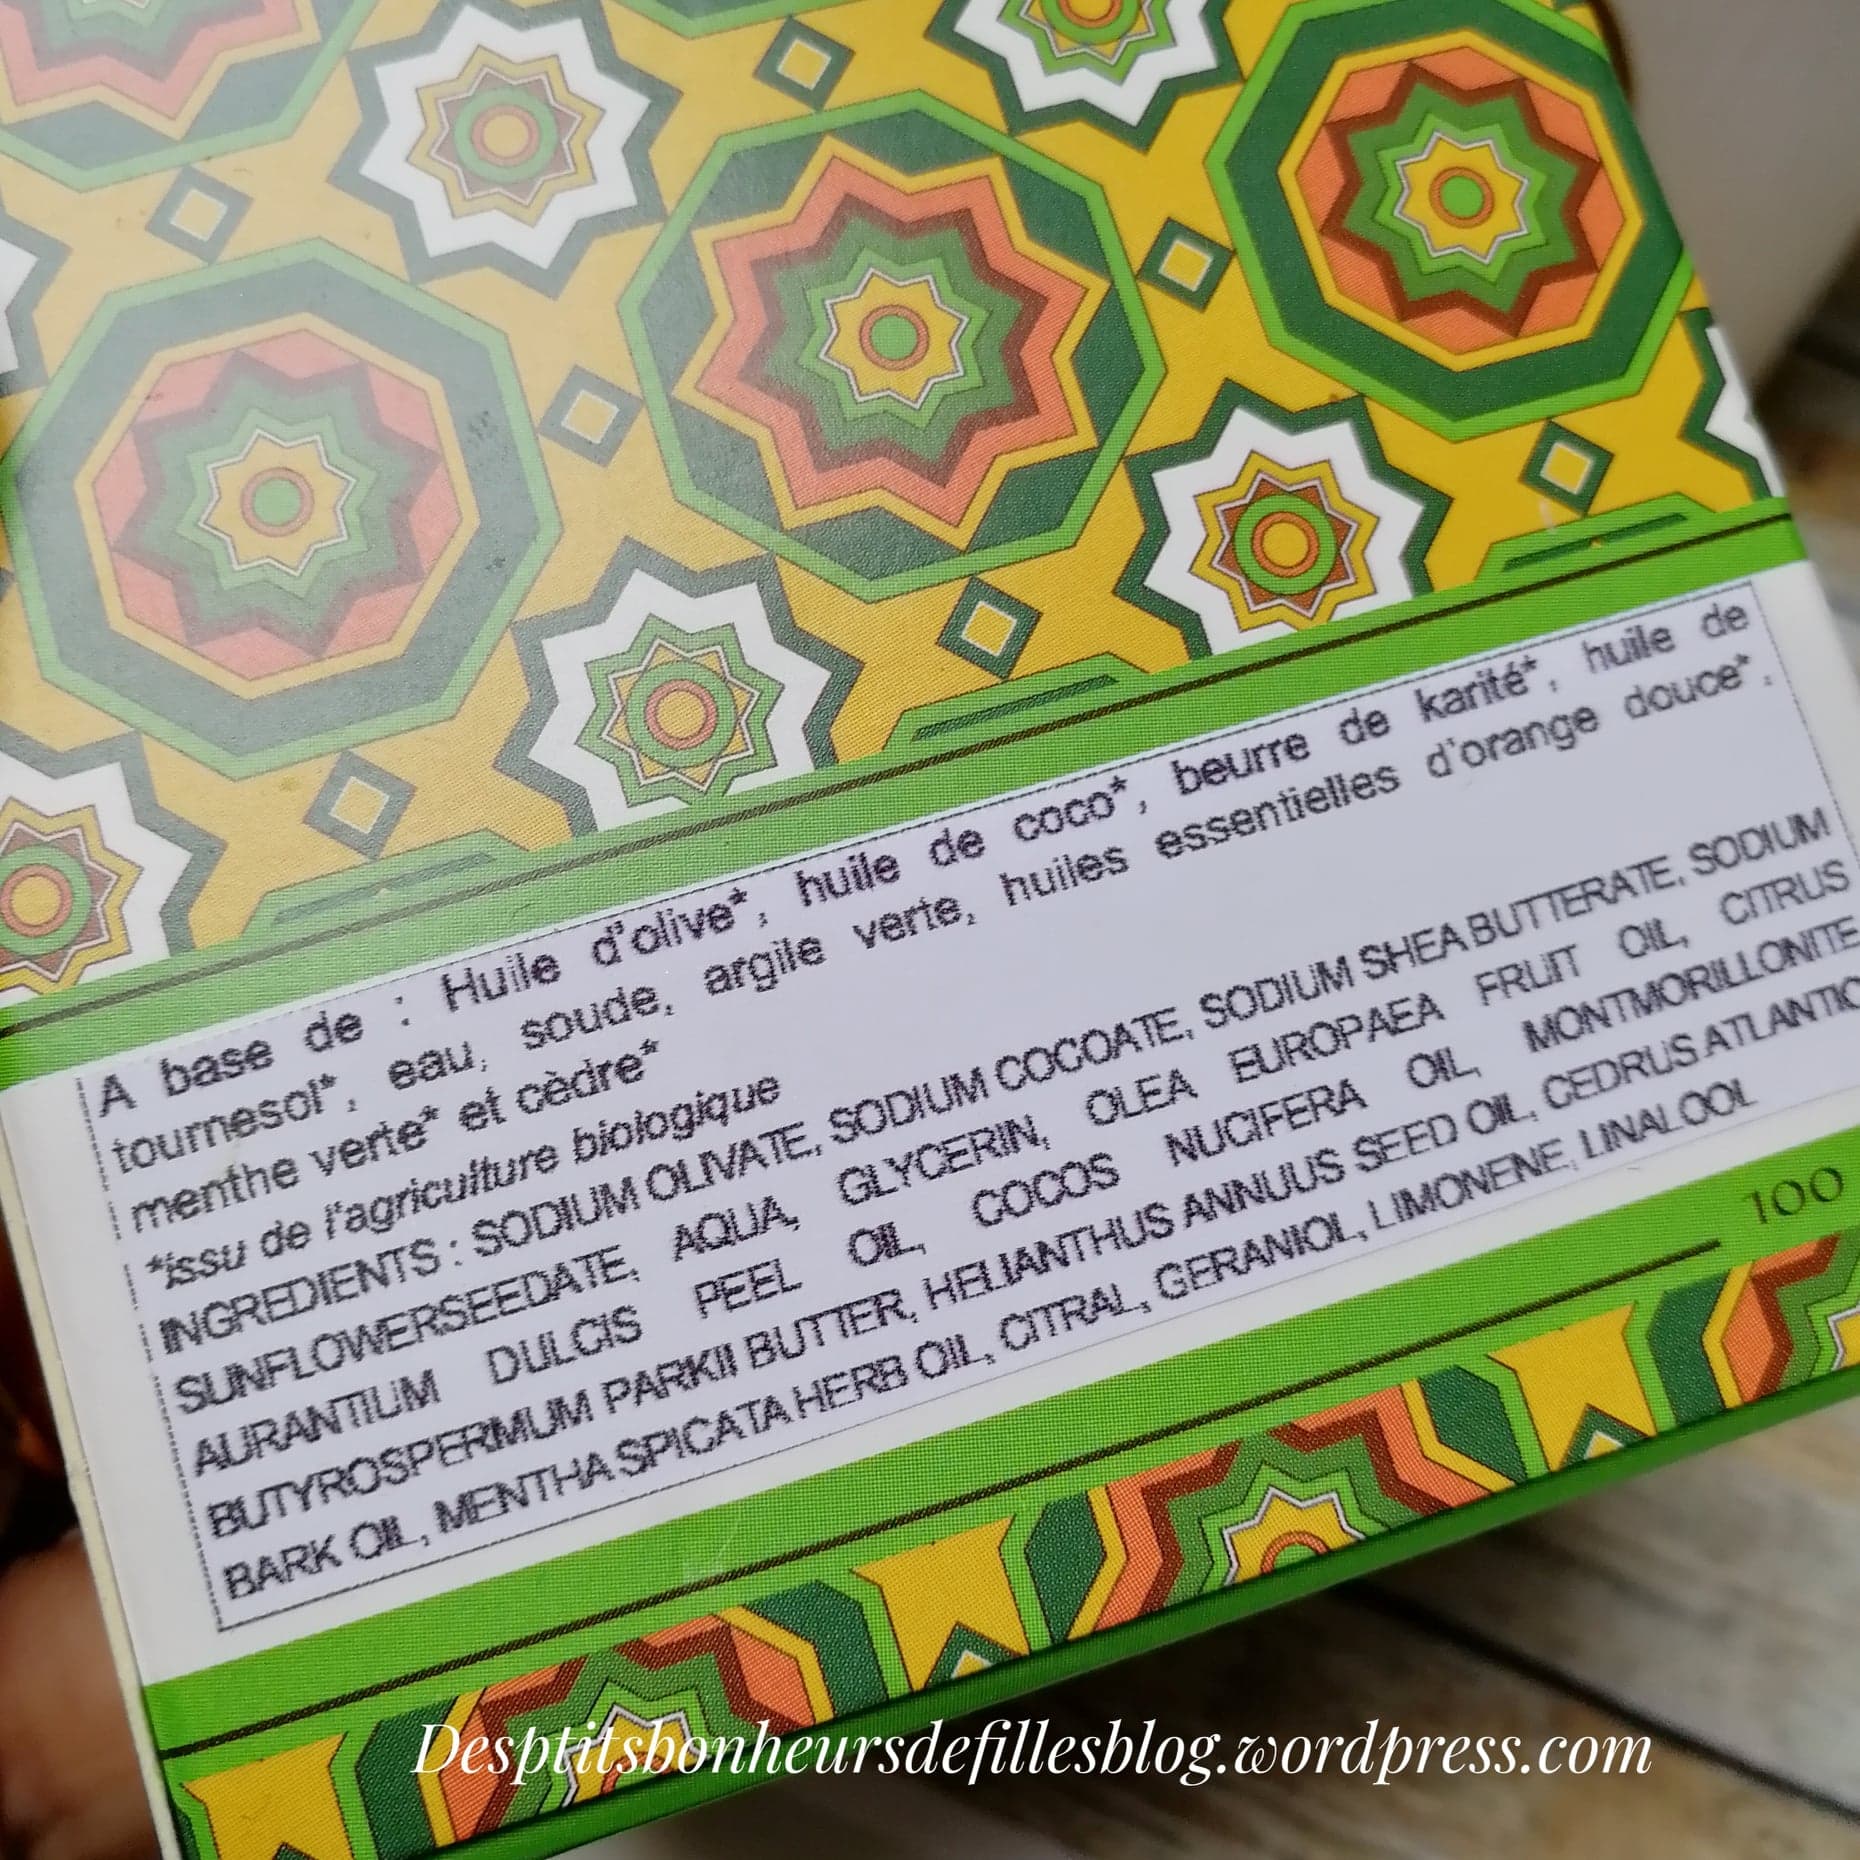 A base de : Huile d'olive*, huile de coco*, beurre de karité*, huile de
tournesol*, eau, soude, argile verte, huiles essentielles d'orange douce*,
menthe verte* et cèdre*
*issu de l'agriculture biologique
INGREDIENTS : SODIUM OLIVATE, SODIUM COCOATE, SODIUM SHEA BUTTERATE, SODIUM
SUNFLOWERSEEDATE, AQUA, GLYCERIN, OLEA EUROPAEA FRUIT OIL, CITRUS
AURANTIUM DULCIS PEEL OIL, COCOS NUCIFERA OIL, MONTMORILLONITE
BUTYROSPERMUM PARKII BUTTER, HELIANTHUS ANNUUS SEED OIL, CEDRUS ATLANTIC
BARK OIL, MENTHA SPICATA HERB OIL, CITRAL, GERANIOL, LIMONENE, LINALOOL
100
Desptitsbonheursdefillesblog.wordpress.com